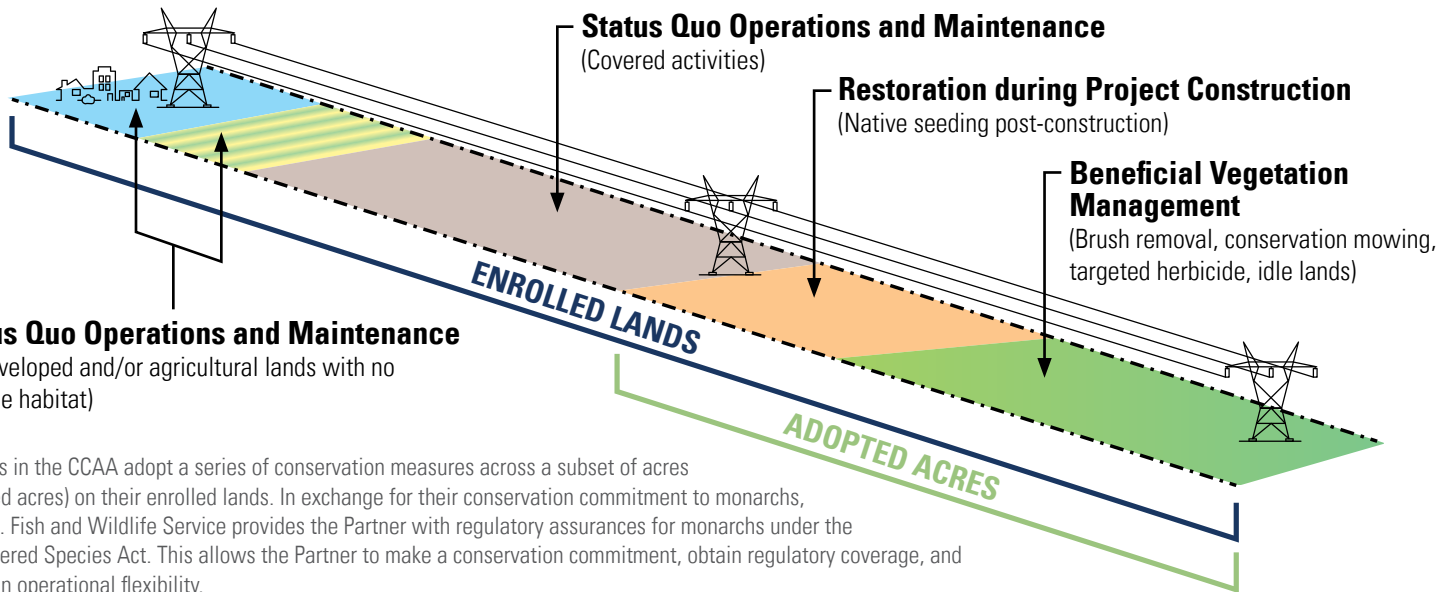 Status Quo Operations and Maintenance
(Covered activities)
Restoration during Project Construction
(Native seeding post-construction)
Beneficial Vegetation
Management
(Brush removal, conservation mowing,
targeted herbicide, idle lands)
ENROLLED LANDS
ADOPTED ACRES
Quo Operations and Maintenance
and/or agricultural lands with no
habitat)
in the CCAA adopt a series of conservation measures across a subset of acres
acres) on their enrolled lands. In exchange for their conservation commitment to monarchs,
Fish and Wildlife Service provides the Partner with regulatory assurances for monarchs under the
Species Act. This allows the Partner to make a conservation commitment, obtain regulatory coverage, and
operational flexibility.